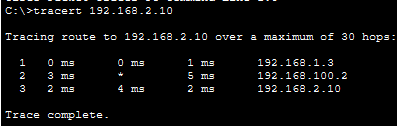 C:\>tracert 192.168.2.10
Tracing route to 192.168.2.10 over a maximum of 30 hops:
1 0 ms 0 ms 1 ms 192.168.1.3
2 3 ms * 5 ms 192.168.100.2
3 2 ms 4 ms 2 ms 192.168.2.10
Trace complete.